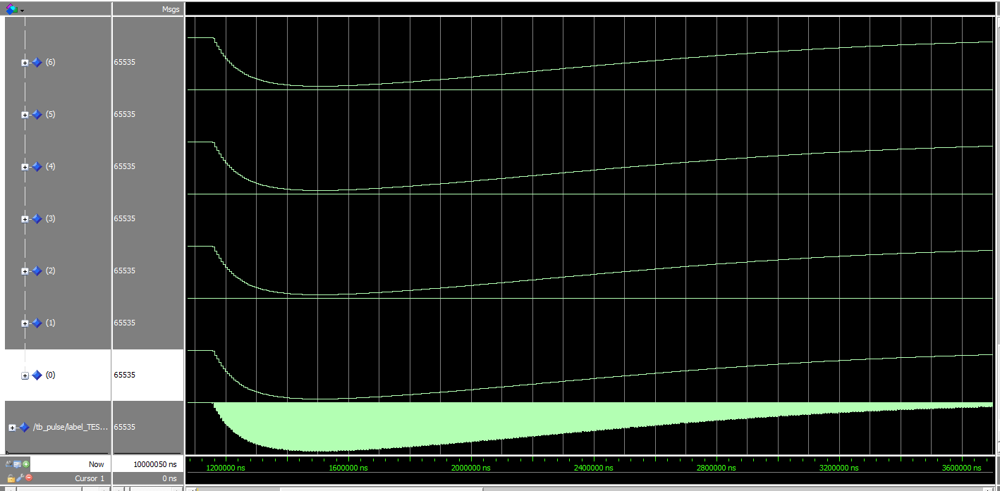 Msgs
(6) 65535
(5) 65535
(4) 65535
(3) 65535
(2) 65535
(1) 65535
(0) 65535
/tb_pulse/label_TES... 65535
Now 10000050 ns
Cursor 1 0 ns
1200000 ns 1600000 ns 2000000 ns 2400000 ns 2800000 ns 3200000 ns 3600000 ns